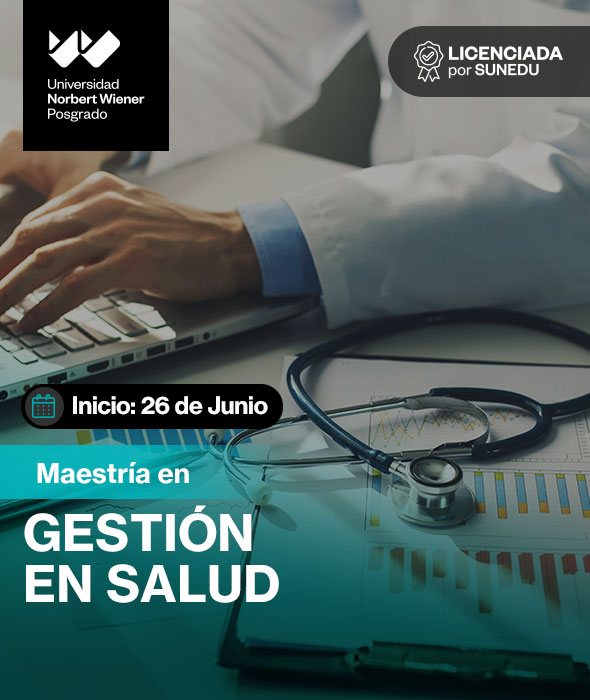 Universidad
Norbert Wiener
Posgrado
LICENCIADA
por SUNEDU
Inicio: 26 de Junio
Maestría en
GESTIÓN
EN SALUD